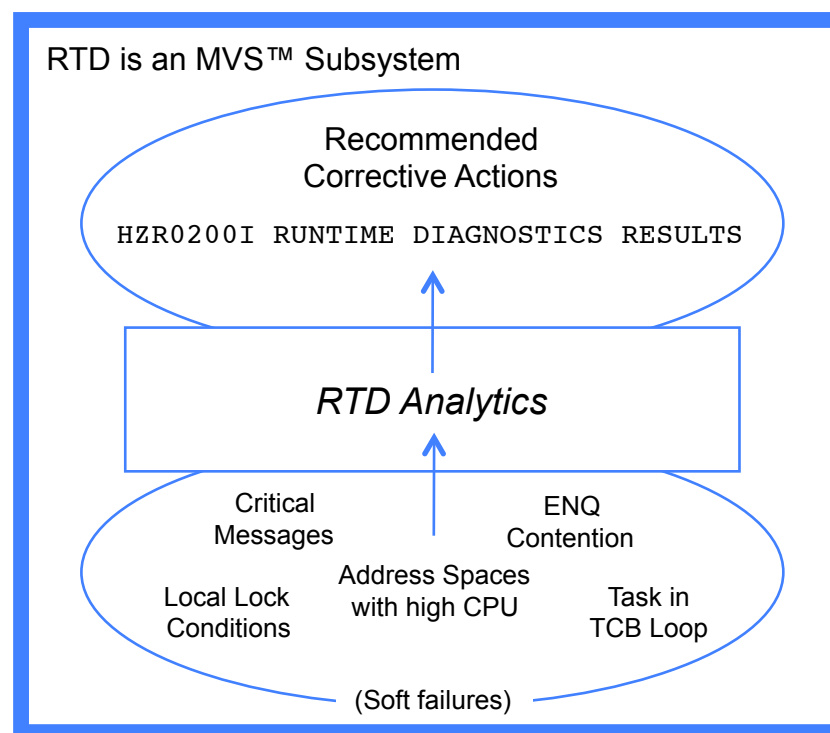 RTD is an MVS™ Subsystem
Recommended
Corrective Actions
HZR0200I RUNTIME DIAGNOSTICS RESULTS
RTD Analytics
Critical
Messages
ENQ
Contention
Address Spaces
with high CPU
Local Lock
Conditions
Task in
TCB Loop
(Soft failures)